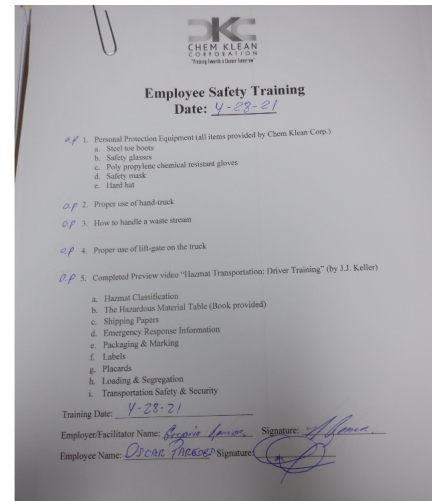 CHEM KLEAN
CORPORATION
Employee Safety Training
Date: 4-28-21
O.P 1. Personal Protection Equipment (all items provided by Chem Klean Corp.)
a. Steel toe boots
b. Safety glasses
c. Poly propylene chemical resistant gloves
d. Safety mask
e. Hard hat
O.P 2. Proper use of hand-truck
O.P 3. How to handle a waste stream
O.P 4. Proper use of lift-gate on the truck
O.P 5. Completed Preview video “Hazmat Transportation: Driver Training” (by J.J. Keller)
a. Hazmat Classification
b. The Hazardous Material Table (Book provided)
c. Shipping Papers
d. Emergency Response Information
e. Packaging & Marking
f. Labels
g. Placards
h. Loading & Segregation
i. Transportation Safety & Security
Training Date: 4-28-21
Employer/Facilitator Name: Signature:
Employee Name: OSCAR PAREDES Signature: